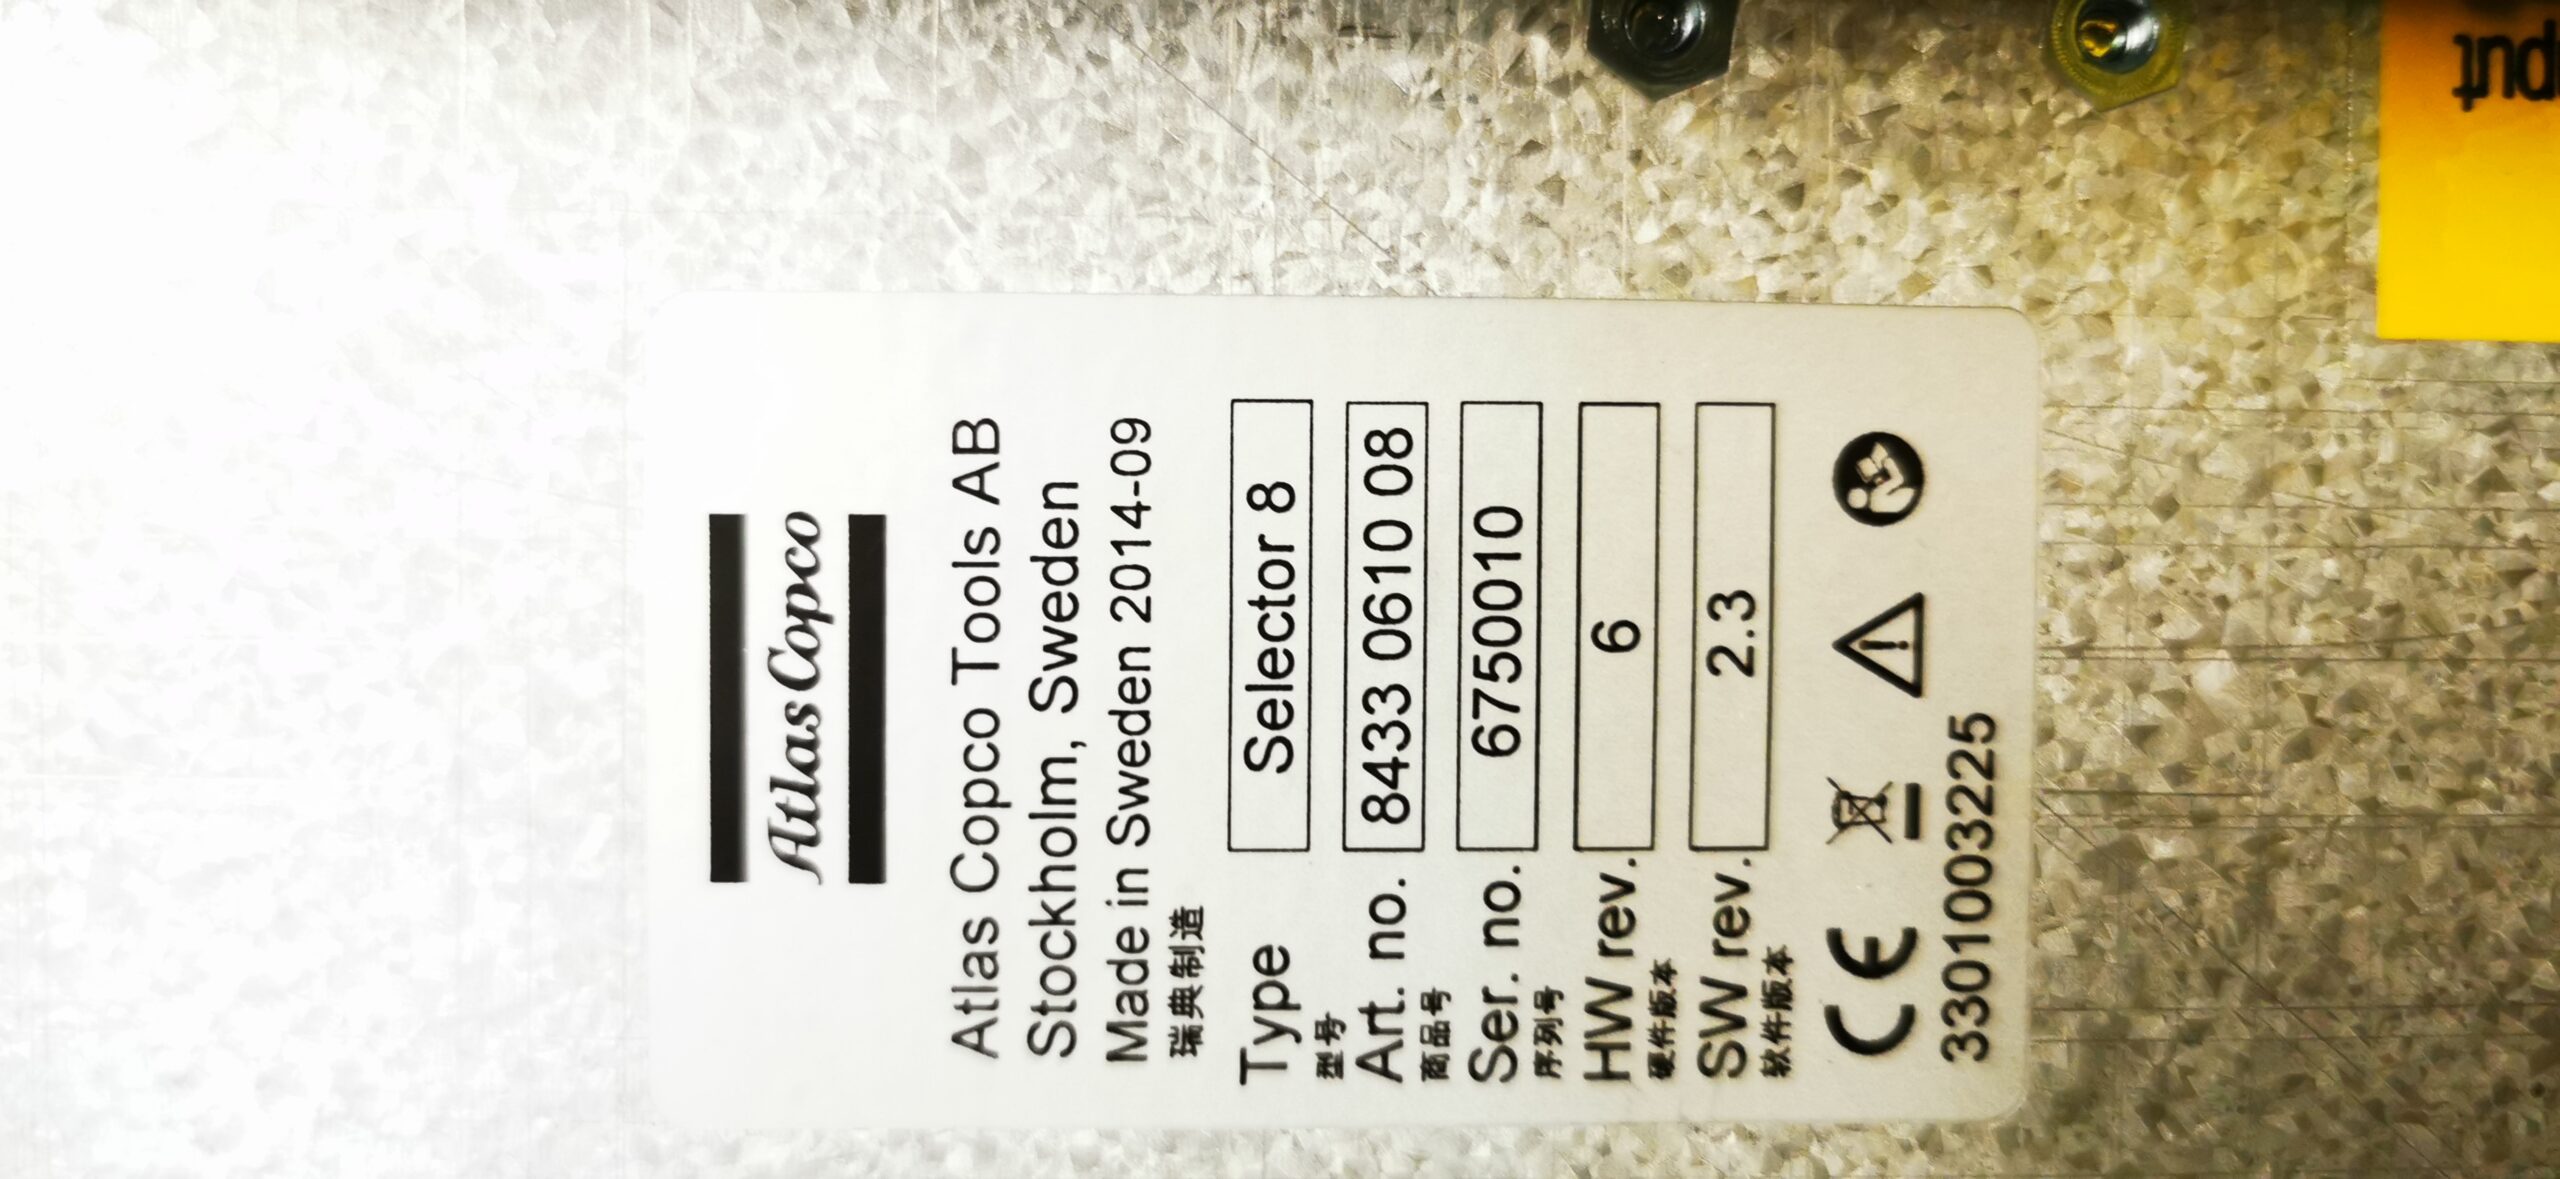 Atlas Copco
Atlas Copco Tools AB
Stockholm, Sweden
Made in Sweden 2014-09
瑞典制造
Type Selector 8
型号
Art. no. 8433 0610 08
商品号
Ser. no. 6750010
序列号
HW rev. 6
硬件版本
SW rev. 2.3
软件版本
CE
3301003225